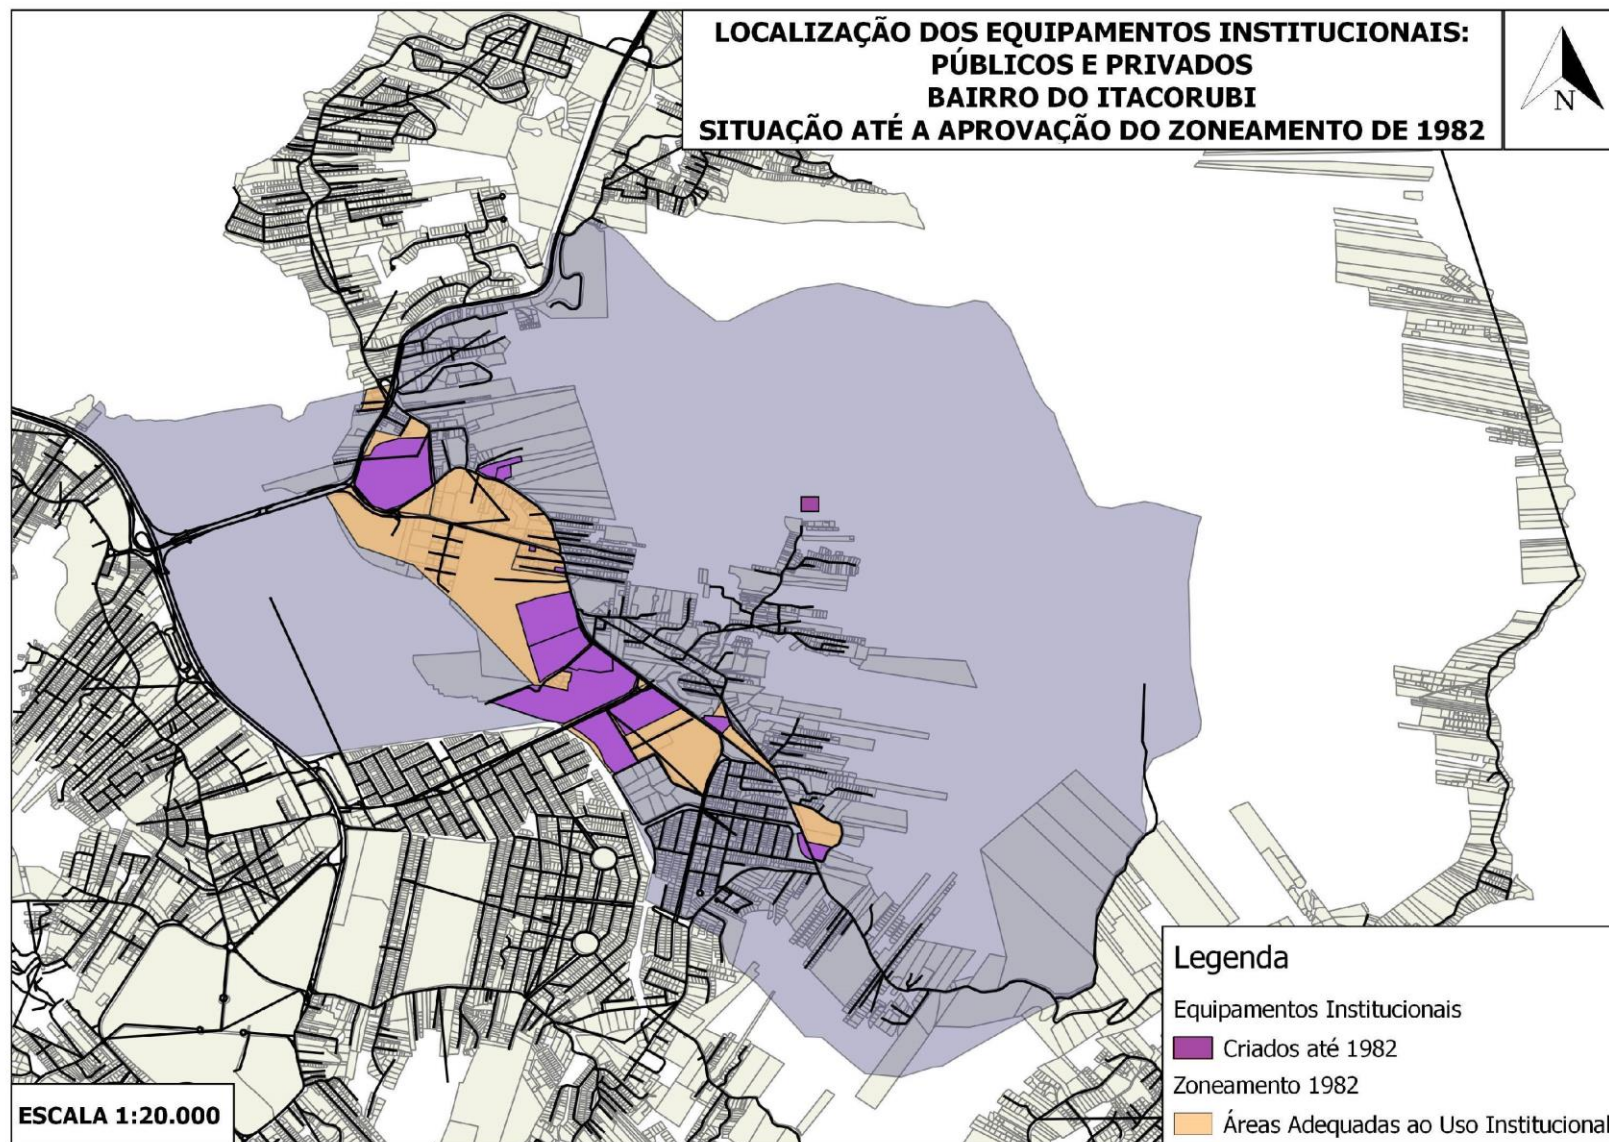 LOCALIZAÇÃO DOS EQUIPAMENTOS INSTITUCIONAIS:
PÚBLICOS E PRIVADOS
BAIRRO DO ITACORUBI
SITUAÇÃO ATÉ A APROVAÇÃO DO ZONEAMENTO DE 1982
N
Legenda
Equipamentos Institucionais
Criados até 1982
Zoneamento 1982
Áreas Adequadas ao Uso Institucional
ESCALA 1:20.000